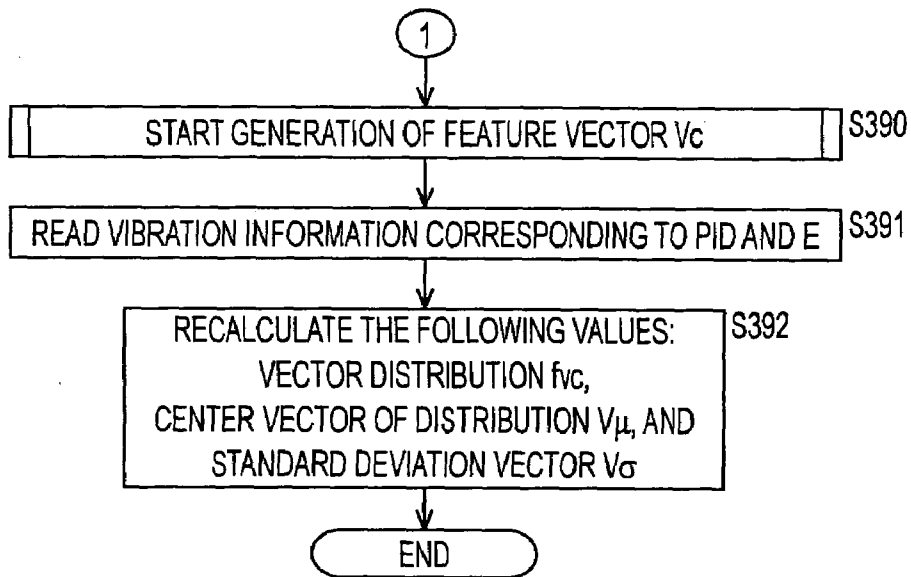 1
START GENERATION OF FEATURE VECTOR Vc
S390
READ VIBRATION INFORMATION CORRESPONDING TO PID AND E
S391
RECALCULATE THE FOLLOWING VALUES:
S392
VECTOR DISTRIBUTION fvc,
CENTER VECTOR OF DISTRIBUTION Vμ, AND
STANDARD DEVIATION VECTOR Vσ
END